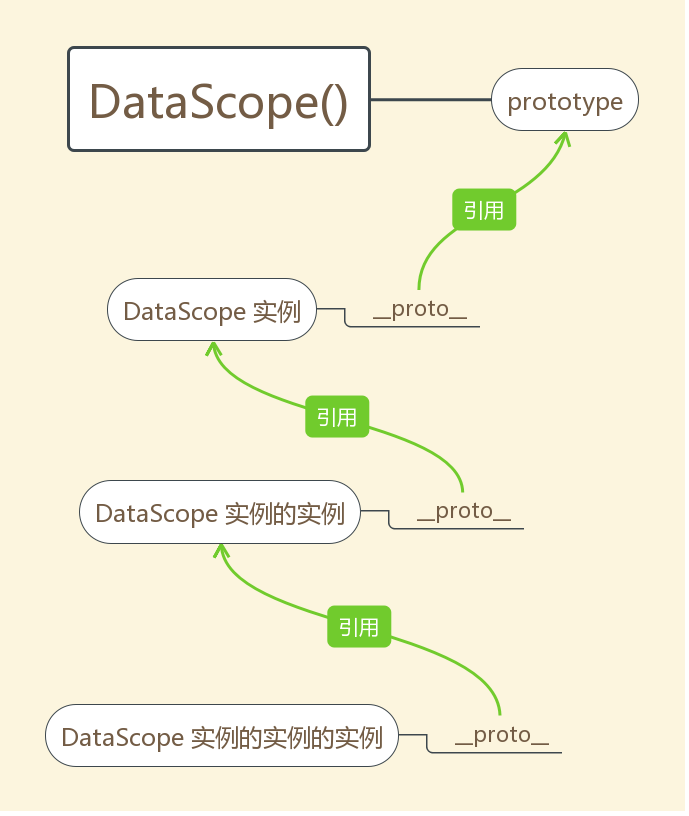 DataScope()
prototype
引用
DataScope 实例
__proto__
引用
DataScope 实例的实例
__proto__
引用
DataScope 实例的实例的实例
__proto__